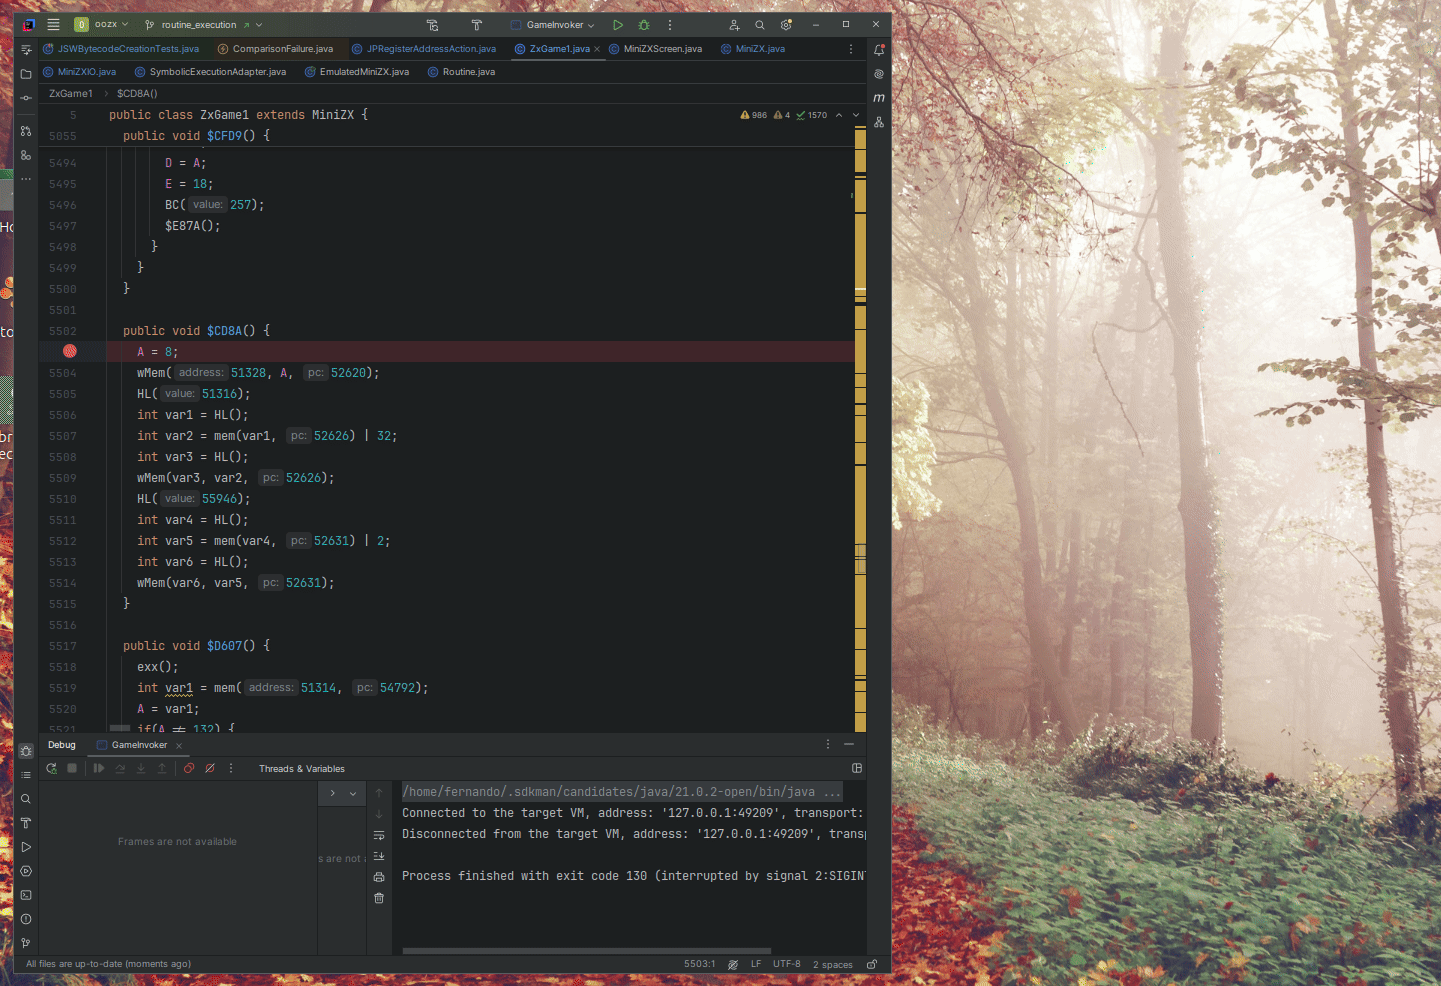 oozx
routine_execution
GameInvoker
JSWBytecodeCreationTests.java
ComparisonFailure.java
JPRegisterAddressAction.java
ZxGame1.java
MiniZXScreen.java
MiniZX.java
MiniZXIO.java
SymbolicExecutionAdapter.java
EmulatedMiniZX.java
Routine.java
ZxGame1 > $CD8A()
5 public class ZxGame1 extends MiniZX {
986 4 1570
5055 public void $CFD9() {
5494 D = A;
5495 E = 18;
5496 BC( value: 257);
5497 $E87A();
5498 }
5499 }
5500 }
5501
5502 public void $CD8A() {
A = 8;
5504 wMem( address: 51328, A, pc: 52620);
5505 HL( value: 51316);
5506 int var1 = HL();
5507 int var2 = mem(var1, pc: 52626) | 32;
5508 int var3 = HL();
5509 wMem(var3, var2, pc: 52626);
5510 HL( value: 55946);
5511 int var4 = HL();
5512 int var5 = mem(var4, pc: 52631) | 2;
5513 int var6 = HL();
5514 wMem(var6, var5, pc: 52631);
5515 }
5516
5517 public void $D607() {
5518 exx();
5519 int var1 = mem( address: 51314, pc: 54792);
5520 A = var1;
5521 if(A ≠ 132) {
Debug
GameInvoker
Threads & Variables
Frames are not available
s are not
/home/fernando/.sdkman/candidates/java/21.0.2-open/bin/java ...
Connected to the target VM, address: '127.0.0.1:49209', transport:
Disconnected from the target VM, address: '127.0.0.1:49209', transp
Process finished with exit code 130 (interrupted by signal 2:SIGINT
All files are up-to-date (moments ago)
5503:1
LF
UTF-8
2 spaces